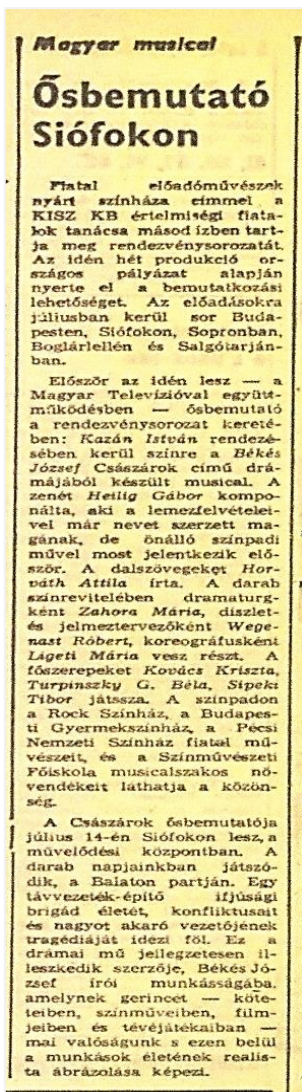 Magyar musical
Ősbemutató
Siófokon
Fiatal előadóművészek
nyári színháza címmel a
KISZ KB értelmiségi fiata-
lok tanácsa másodízben tart-
ja meg rendezvénysorozatát.
Az idén hét produkció or-
szágos pályázat alapján
nyerte el a bemutatkozási
lehetőséget. Az előadásokra
júliusban kerül sor Buda-
pesten, Siófokon, Sopronban,
Boglárlellén és Salgótarján-
ban.
Először az idén lesz — a
Magyar Televízióval együtt-
működésben — ősbemutató
a rendezvénysorozat kereté-
ben: Kazán István rendezé-
sében kerül színre a Békés
József Császárok című drá-
májából készült musical. A
zenét Heilig Gábor kompo-
nálta, aki a lemezfelvételei-
vel már nevet szerzett ma-
gának, de önálló színpadi
művel most jelentkezik elő-
ször. A dalszövegeket Hor-
váth Attila írta. A darab
színrevitelében dramaturg-
ként Zahora Mária, díszlet-
és jelmeztervezőként Wege-
nast Róbert, koreográfusként
Ligeti Mária vesz részt. A
főszerepeket Kovács Kriszta,
Turpinszky G. Béla, Sipeki
Tibor játssza. A színpadon
a Rock Színház, a Budapes-
ti Gyermekszínház, a Pécsi
Nemzeti Színház fiatal mű-
vészeit, és a Színművészeti
Főiskola musicalszakos nö-
vendékeit láthatja a közön-
ség.
A Császárok ősbemutatója
július 14-én Siófokon lesz, a
művelődési központban. A
darab napjainkban játszó-
dik, a Balaton partján. Egy
távvezeték-építő ifjúsági
brigád életét, konfliktusait
és nagyot akaró vezetőjének
tragédiáját idézi föl. Ez a
drámai mű jellegzetesen il-
leszkedik szerzője, Békés Jó-
zsef írói munkásságába,
amelynek gerincét — köte-
teiben, színműveiben, film-
jeiben és tévéjátékaiban —
mai valóságunk s ezen belül
a munkások életének realis-
ta ábrázolása képezi.